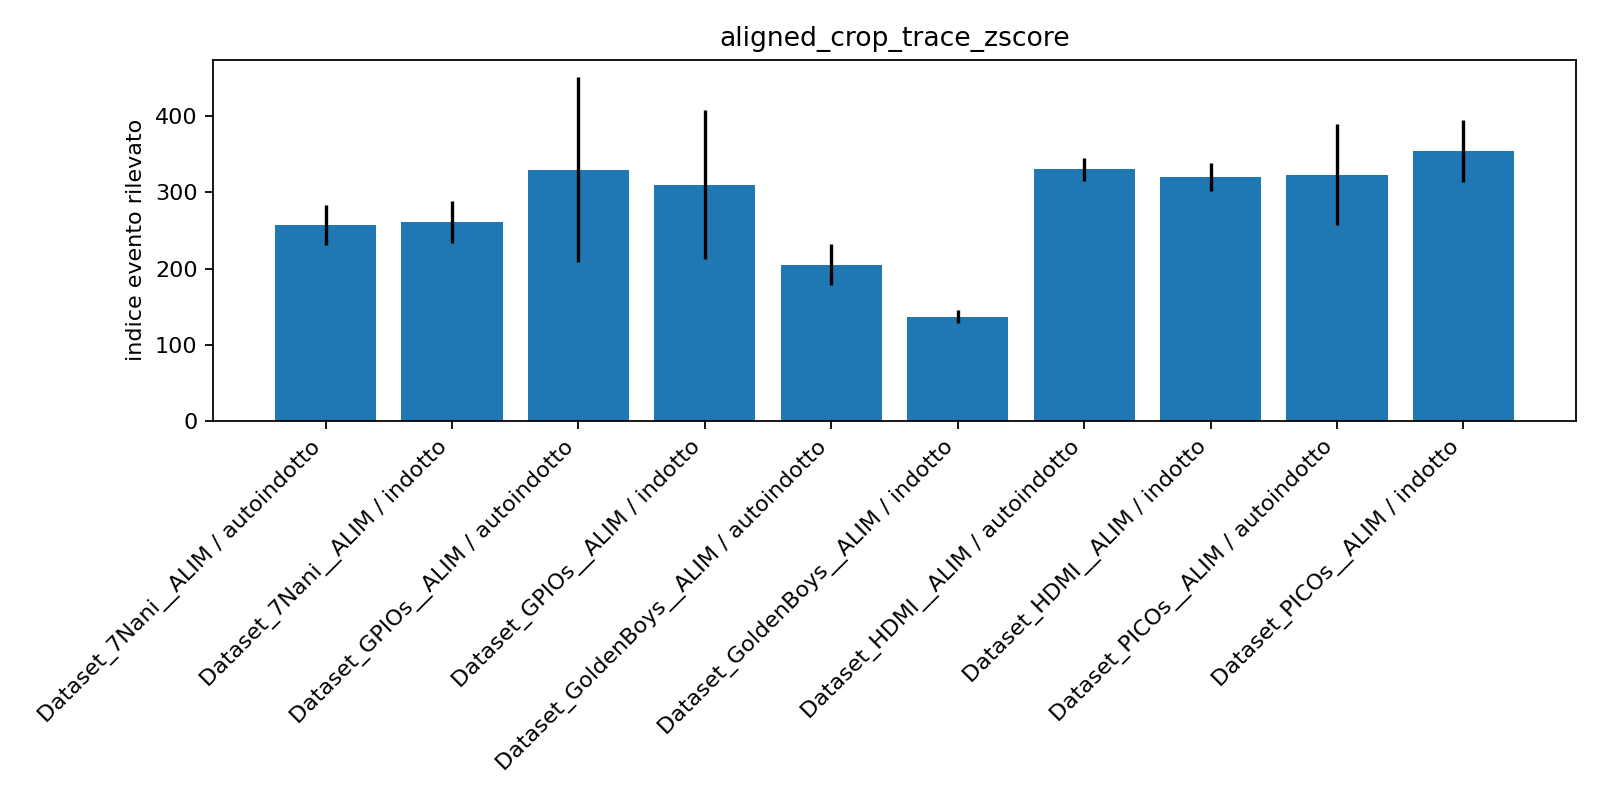 aligned_crop_trace_zscore
indice evento rilevato
400
300
200
100
0
Dataset_7Nani__ALIM / autoindotto
Dataset_7Nani__ALIM / indotto
Dataset_GPIOs__ALIM / autoindotto
Dataset_GPIOs__ALIM / indotto
Dataset_GoldenBoys__ALIM / autoindotto
Dataset_GoldenBoys__ALIM / indotto
Dataset_HDMI__ALIM / autoindotto
Dataset_HDMI__ALIM / indotto
Dataset_PICOs__ALIM / autoindotto
Dataset_PICOs__ALIM / indotto